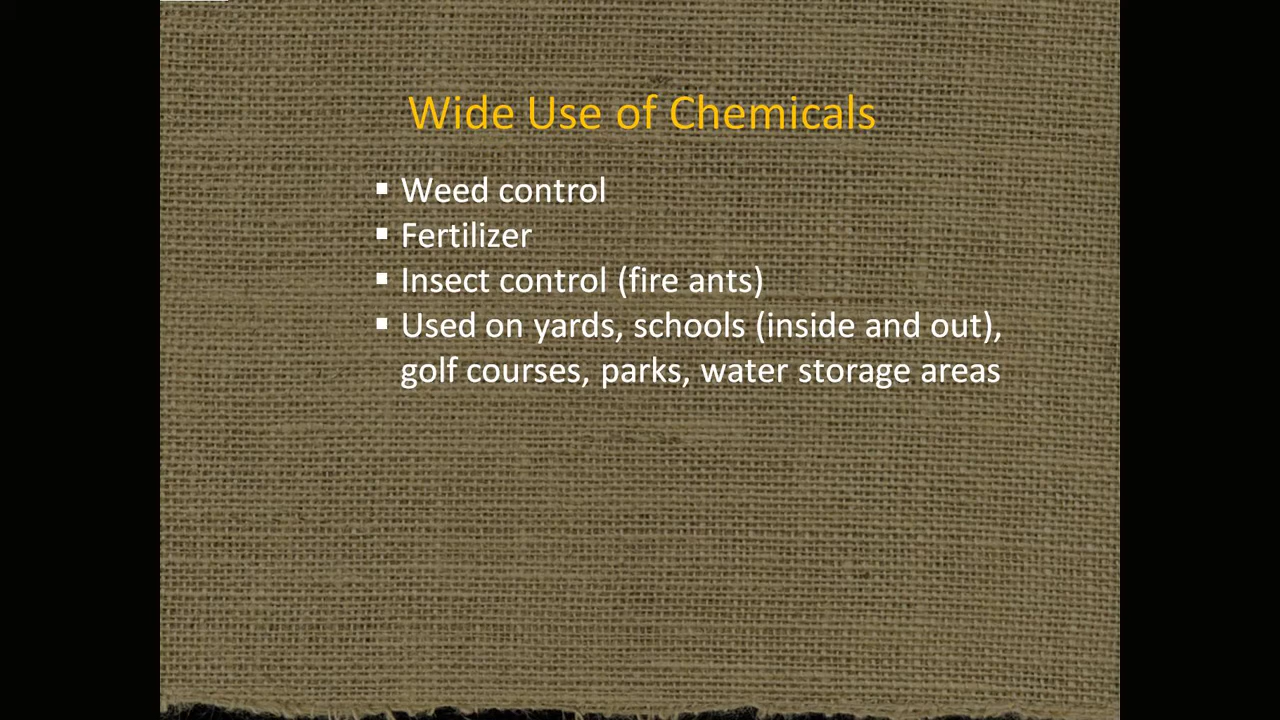 Wide Use of Chemicals
▪ Weed control
▪ Fertilizer
▪ Insect control (fire ants)
▪ Used on yards, schools (inside and out),
golf courses, parks, water storage areas